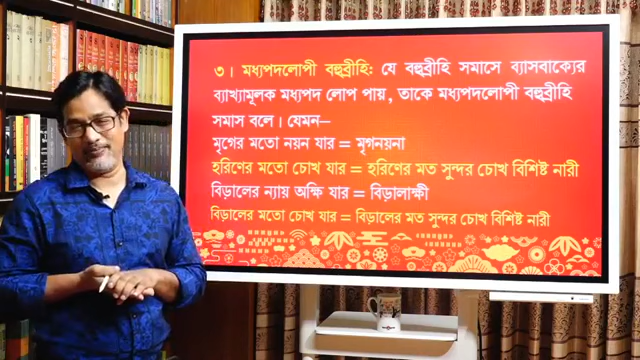 ৩। মধ্যপদলোপী বহুব্রীহি: যে বহুব্রীহি সমাসে ব্যাসবাক্যের
ব্যাখ্যামূলক মধ্যপদ লোপ পায়, তাকে মধ্যপদলোপী বহুব্রীহি
সমাস বলে। যেমন–
মৃগের মতো নয়ন যার = মৃগনয়না
হরিণের মতো চোখ যার = হরিণের মত সুন্দর চোখ বিশিষ্ট নারী
বিড়ালের ন্যায় অক্ষি যার = বিড়ালাক্ষী
বিড়ালের মতো চোখ যার = বিড়ালের মত সুন্দর চোখ বিশিষ্ট নারী